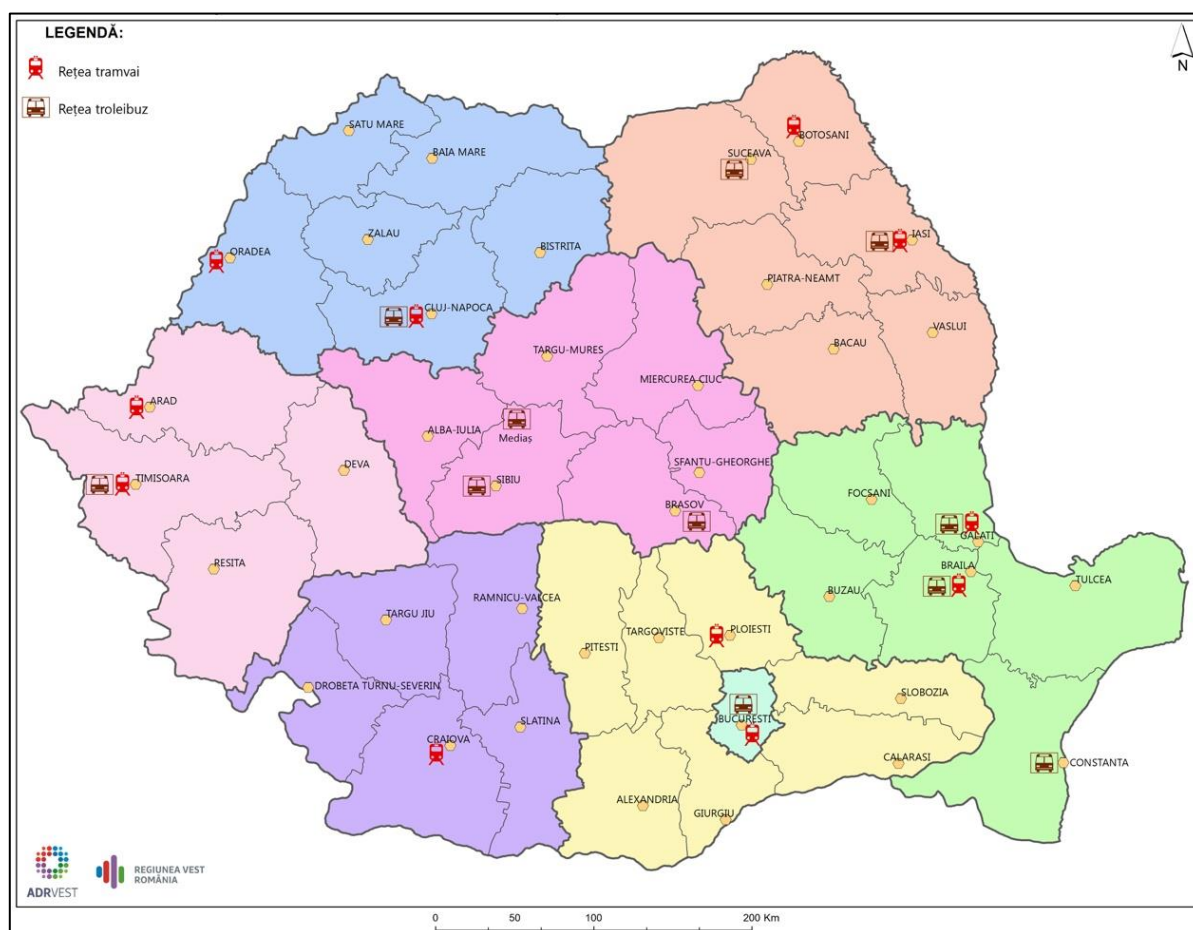 LEGENDĂ:
Rețea tramvai
Rețea troleibuz
N
SATU MARE
BAIA MARE
BOTOSANI
SUCEAVA
ORADEA
ZALAU
BISTRITA
IASI
PIATRA-NEAMT
CLUJ-NAPOCA
VASLUI
BACAU
TARGU-MURES
MIERCUREA CIUC
ARAD
ALBA-IULIA
Mediaș
TIMISOARA
DEVA
SIBIU
SFANTU-GHEORGHE
BRASOV
FOCSANI
GALATI
BRAILA
TULCEA
RESITA
BUZAU
RAMNICU-VALCEA
TARGU JIU
TARGOVISTE
PLOIESTI
PITESTI
DROBETA TURNU-SEVERIN
SLOBOZIA
SLATINA
BUCURESTI
CRAIOVA
CALARASI
CONSTANTA
ALEXANDRIA
GIURGIU
ADRVEST
REGIUNEA VEST
ROMÂNIA
0 50 100 200 Km